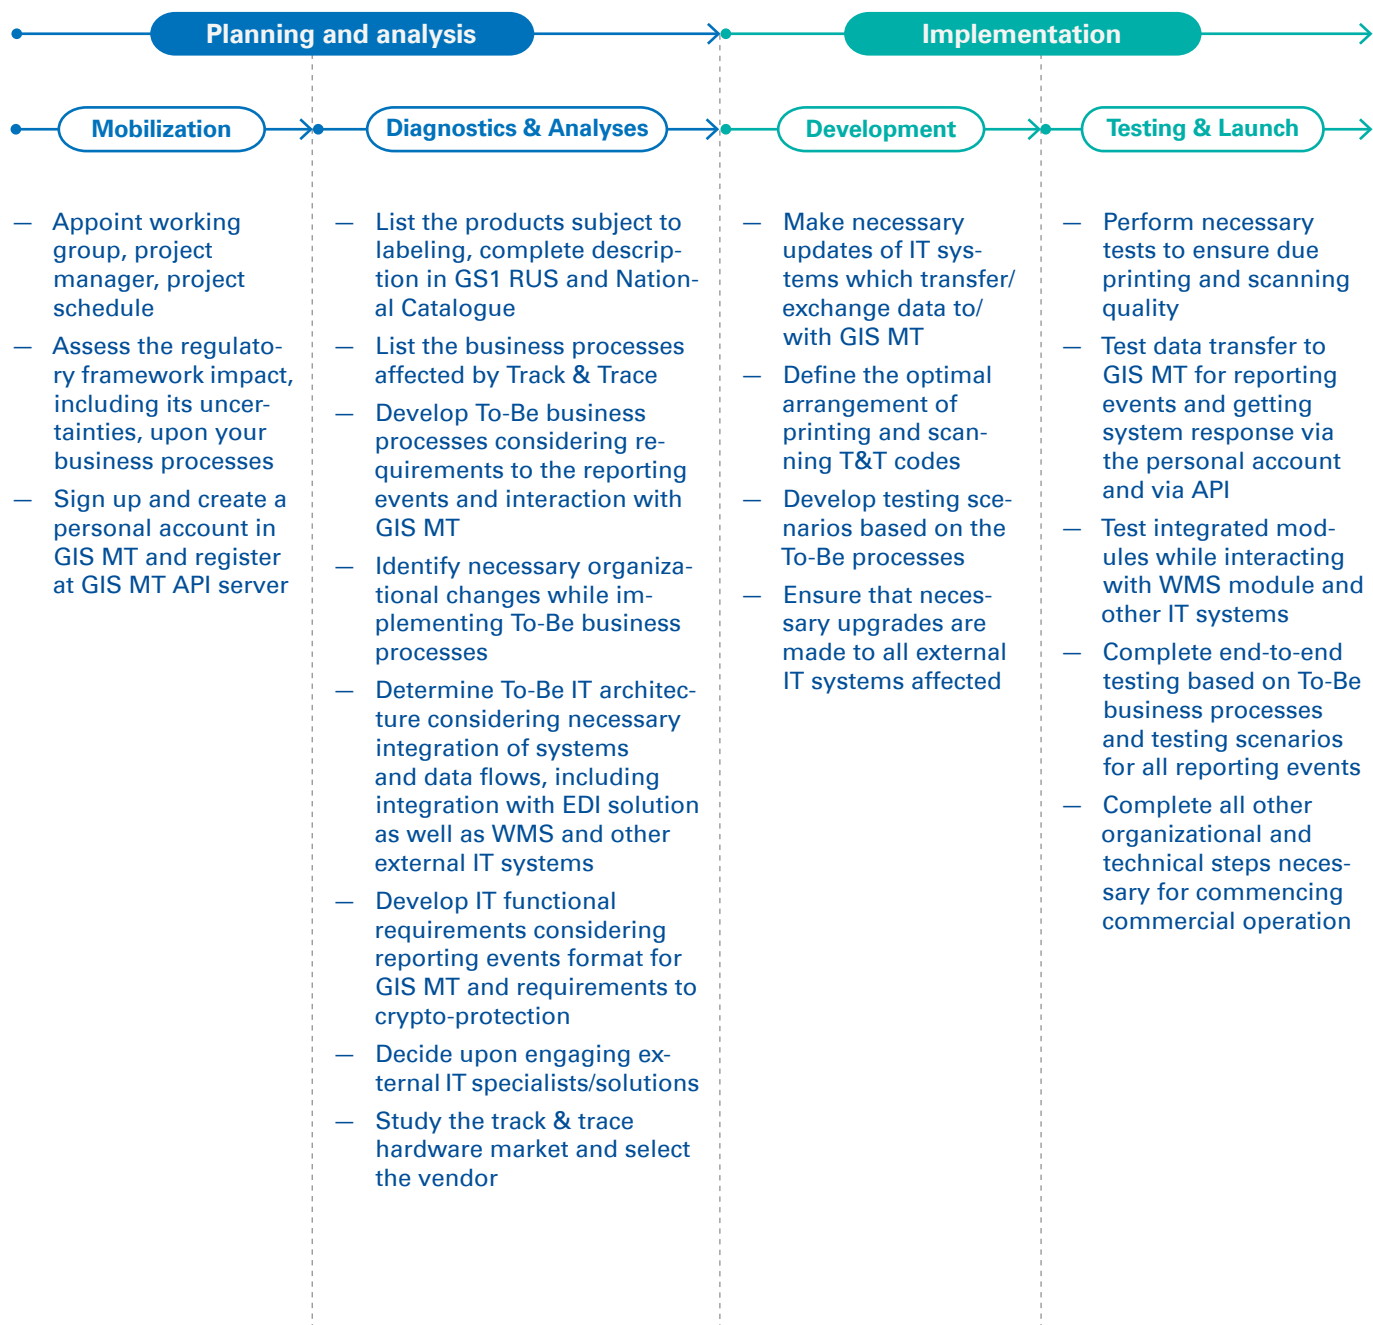 Planning and analysis
Implementation
Mobilization
Diagnostics & Analyses
Development
Testing & Launch
— Appoint working
group, project
manager, project
schedule
— Assess the regulato-
ry framework impact,
including its uncer-
tainties, upon your
business processes
— Sign up and create a
personal account in
GIS MT and register
at GIS MT API server
— List the products subject to
labeling, complete descrip-
tion in GS1 RUS and Nation-
al Catalogue
— List the business processes
affected by Track & Trace
— Develop To-Be business
processes considering re-
quirements to the reporting
events and interaction with
GIS MT
— Identify necessary organiza-
tional changes while im-
plementing To-Be business
processes
— Determine To-Be IT architec-
ture considering necessary
integration of systems
and data flows, including
integration with EDI solution
as well as WMS and other
external IT systems
— Develop IT functional
requirements considering
reporting events format for
GIS MT and requirements to
crypto-protection
— Decide upon engaging ex-
ternal IT specialists/solutions
— Study the track & trace
hardware market and select
the vendor
— Make necessary
updates of IT sys-
tems which transfer/
exchange data to/
with GIS MT
— Define the optimal
arrangement of
printing and scan-
ning T&T codes
— Develop testing sce-
narios based on the
To-Be processes
— Ensure that neces-
sary upgrades are
made to all external
IT systems affected
— Perform necessary
tests to ensure due
printing and scanning
quality
— Test data transfer to
GIS MT for reporting
events and getting
system response via
the personal account
and via API
— Test integrated mod-
ules while interacting
with WMS module and
other IT systems
— Complete end-to-end
testing based on To-Be
business processes
and testing scenarios
for all reporting events
— Complete all other
organizational and
technical steps neces-
sary for commencing
commercial operation